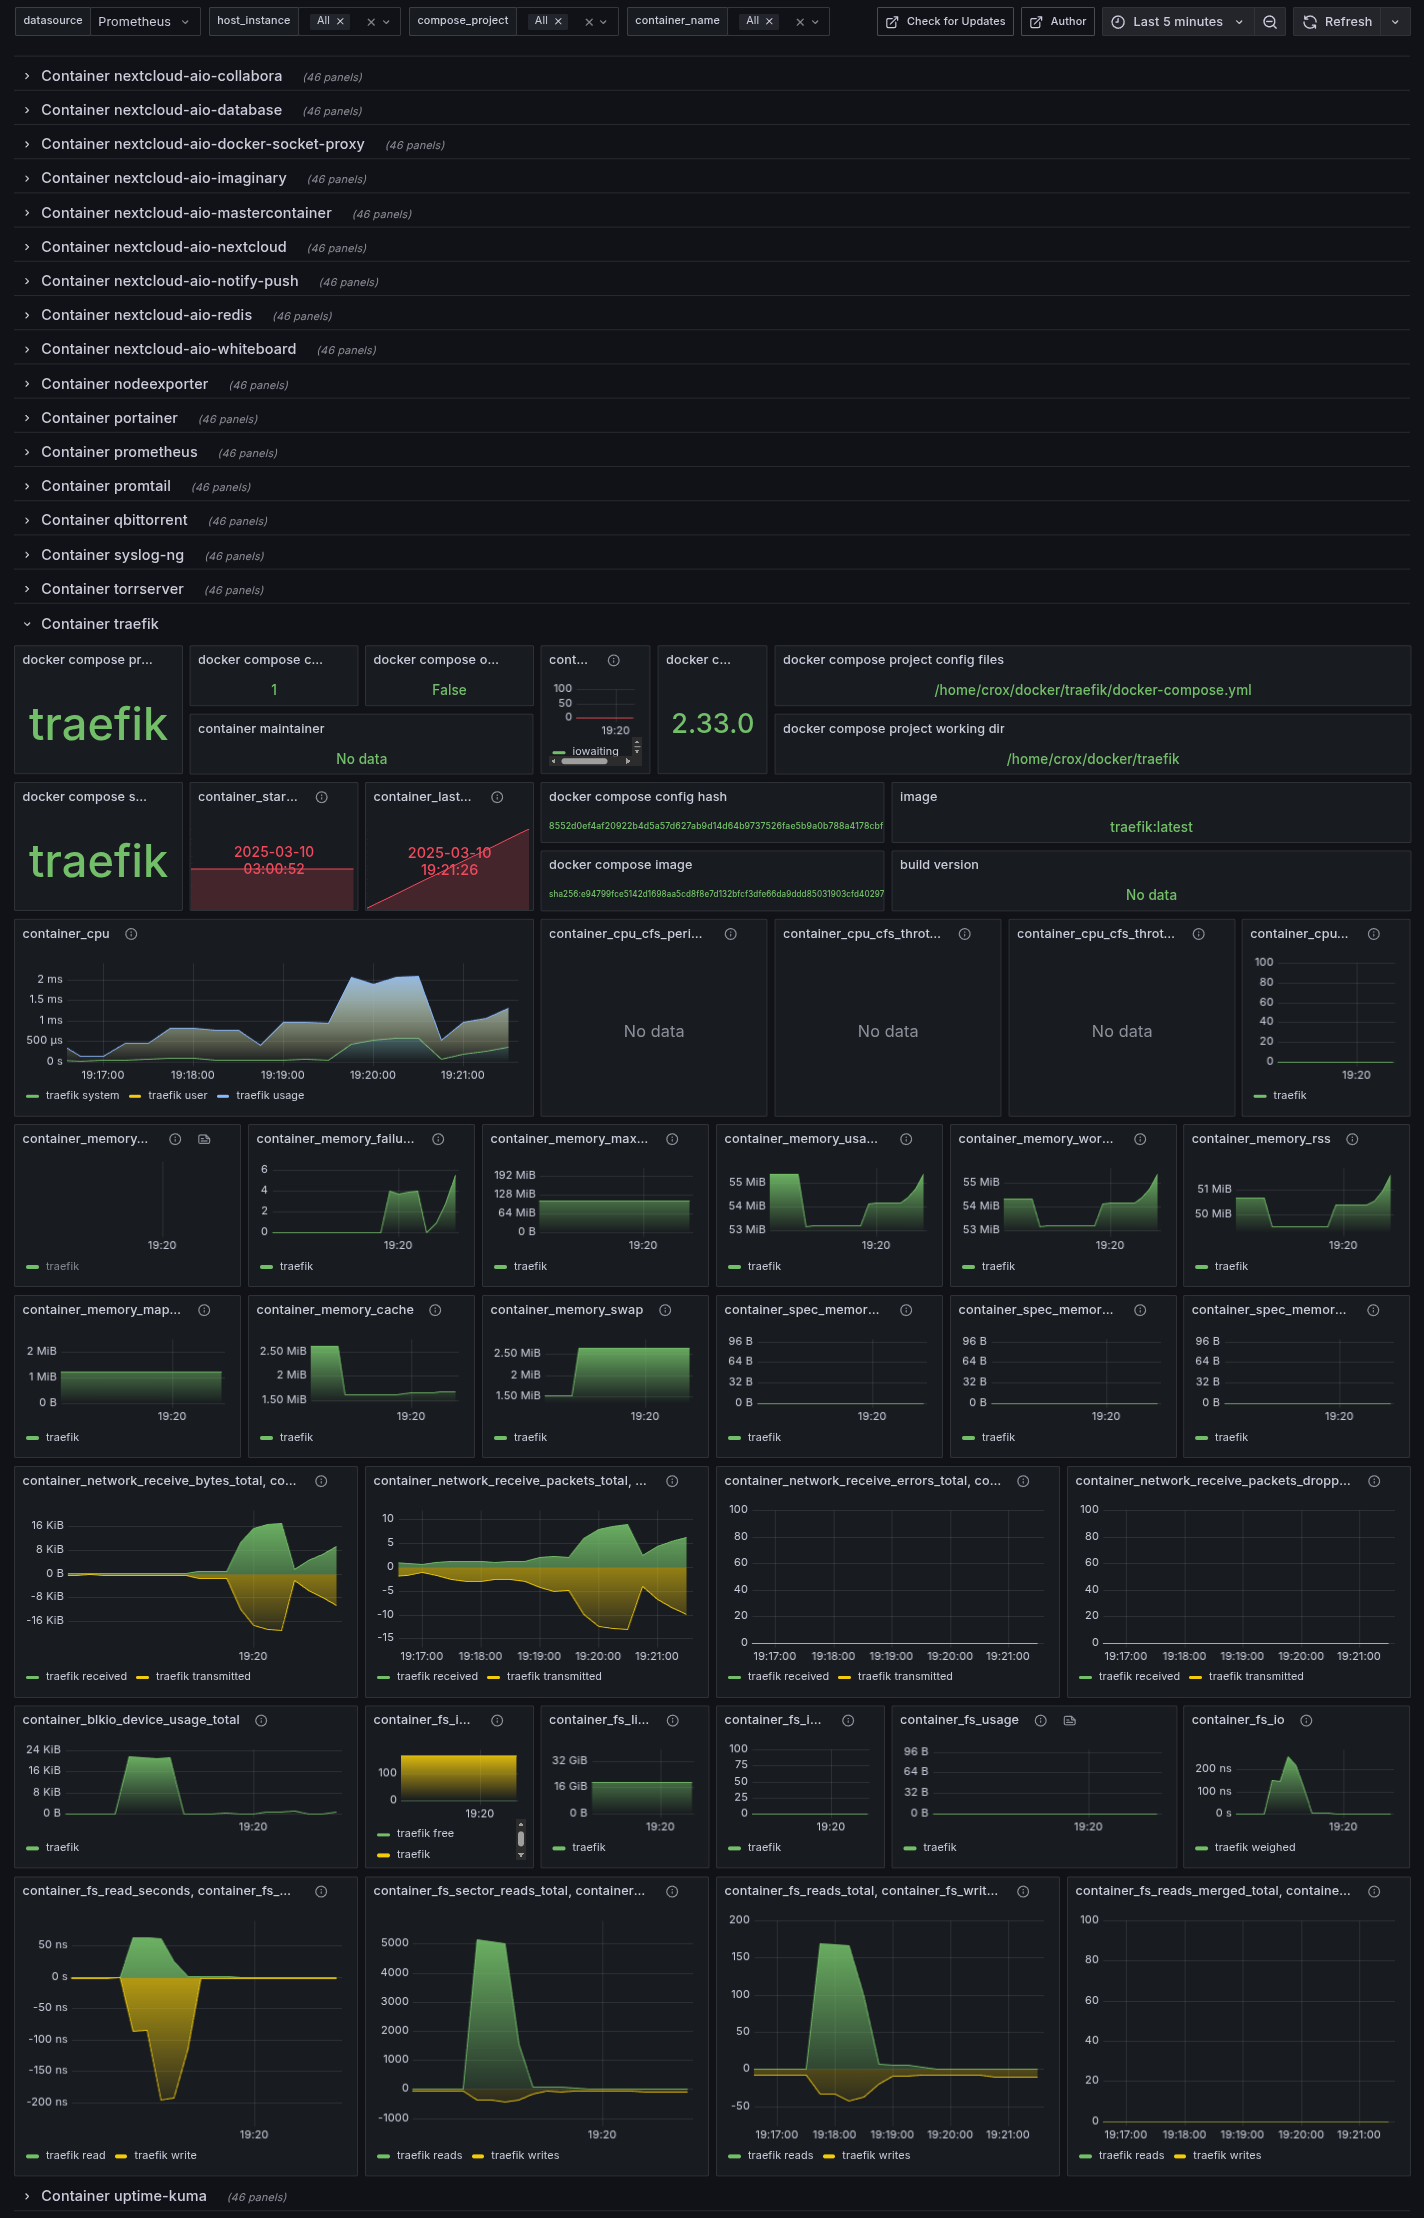 datasource Prometheus host_instance All compose_project All container_name All Check for Updates Author Last 5 minutes Refresh
Container nextcloud-aio-collabora (46 panels)
Container nextcloud-aio-database (46 panels)
Container nextcloud-aio-docker-socket-proxy (46 panels)
Container nextcloud-aio-imaginary (46 panels)
Container nextcloud-aio-mastercontainer (46 panels)
Container nextcloud-aio-nextcloud (46 panels)
Container nextcloud-aio-notify-push (46 panels)
Container nextcloud-aio-redis (46 panels)
Container nextcloud-aio-whiteboard (46 panels)
Container nodeexporter (46 panels)
Container portainer (46 panels)
Container prometheus (46 panels)
Container promtail (46 panels)
Container qbittorrent (46 panels)
Container syslog-ng (46 panels)
Container torrserver (46 panels)
Container traefik
docker compose pr...
traefik
docker compose c...
1
docker compose o...
False
container maintainer
No data
cont...
100
50
0
19:20
iowaiting
docker c...
2.33.0
docker compose project config files
/home/crox/docker/traefik/docker-compose.yml
docker compose project working dir
/home/crox/docker/traefik
docker compose s...
traefik
container_star...
2025-03-10
03:00:52
container_last...
2025-03-10
19:21:26
docker compose config hash
8552d0ef4af20922b4d5a57d627ab9d14d64b9737526fae5b9a0b788a4178cbf
image
traefik:latest
docker compose image
sha256:e94799fce5142d1698aa5cd8f8e7d132bfcf3dfe66da9ddd85031903cfd40297
build version
No data
container_cpu
2 ms
1.5 ms
1 ms
500 µs
0 s
19:17:00 19:18:00 19:19:00 19:20:00 19:21:00
traefik system traefik user traefik usage
container_cpu_cfs_peri...
No data
container_cpu_cfs_throt...
No data
container_cpu_cfs_throt...
No data
container_cpu...
100
80
60
40
20
0
19:20
traefik
container_memory...
19:20
traefik
container_memory_failu...
6
4
2
0
19:20
traefik
container_memory_max...
192 MiB
128 MiB
64 MiB
0 B
19:20
traefik
container_memory_usa...
55 MiB
54 MiB
53 MiB
19:20
traefik
container_memory_wor...
55 MiB
54 MiB
53 MiB
19:20
traefik
container_memory_rss
51 MiB
50 MiB
19:20
traefik
container_memory_map...
2 MiB
1 MiB
0 B
19:20
traefik
container_memory_cache
2.50 MiB
2 MiB
1.50 MiB
19:20
traefik
container_memory_swap
2.50 MiB
2 MiB
1.50 MiB
19:20
traefik
container_spec_memor...
96 B
64 B
32 B
0 B
19:20
traefik
container_spec_memor...
96 B
64 B
32 B
0 B
19:20
traefik
container_spec_memor...
96 B
64 B
32 B
0 B
19:20
traefik
container_network_receive_bytes_total, co...
16 KiB
8 KiB
0 B
-8 KiB
-16 KiB
19:20
traefik received traefik transmitted
container_network_receive_packets_total, ...
10
5
0
-5
-10
-15
19:17:00 19:18:00 19:19:00 19:20:00 19:21:00
traefik received traefik transmitted
container_network_receive_errors_total, co...
100
80
60
40
20
0
19:17:00 19:18:00 19:19:00 19:20:00 19:21:00
traefik received traefik transmitted
container_network_receive_packets_dropp...
100
80
60
40
20
0
19:17:00 19:18:00 19:19:00 19:20:00 19:21:00
traefik received traefik transmitted
container_blkio_device_usage_total
24 KiB
16 KiB
8 KiB
0 B
19:20
traefik
container_fs_i...
100
0
19:20
traefik free
traefik
container_fs_li...
32 GiB
16 GiB
0 B
19:20
traefik
container_fs_i...
100
75
50
25
0
19:20
traefik
container_fs_usage
96 B
64 B
32 B
0 B
19:20
traefik
container_fs_io
200 ns
100 ns
0 s
19:20
traefik weighed
container_fs_read_seconds, container_fs_...
50 ns
0 s
-50 ns
-100 ns
-150 ns
-200 ns
19:20
traefik read traefik write
container_fs_sector_reads_total, container...
5000
4000
3000
2000
1000
0
-1000
19:20
traefik reads traefik writes
container_fs_reads_total, container_fs_writ...
200
150
100
50
0
-50
19:17:00 19:18:00 19:19:00 19:20:00 19:21:00
traefik reads traefik writes
container_fs_reads_merged_total, containe...
100
80
60
40
20
0
19:17:00 19:18:00 19:19:00 19:20:00 19:21:00
traefik reads traefik writes
Container uptime-kuma (46 panels)